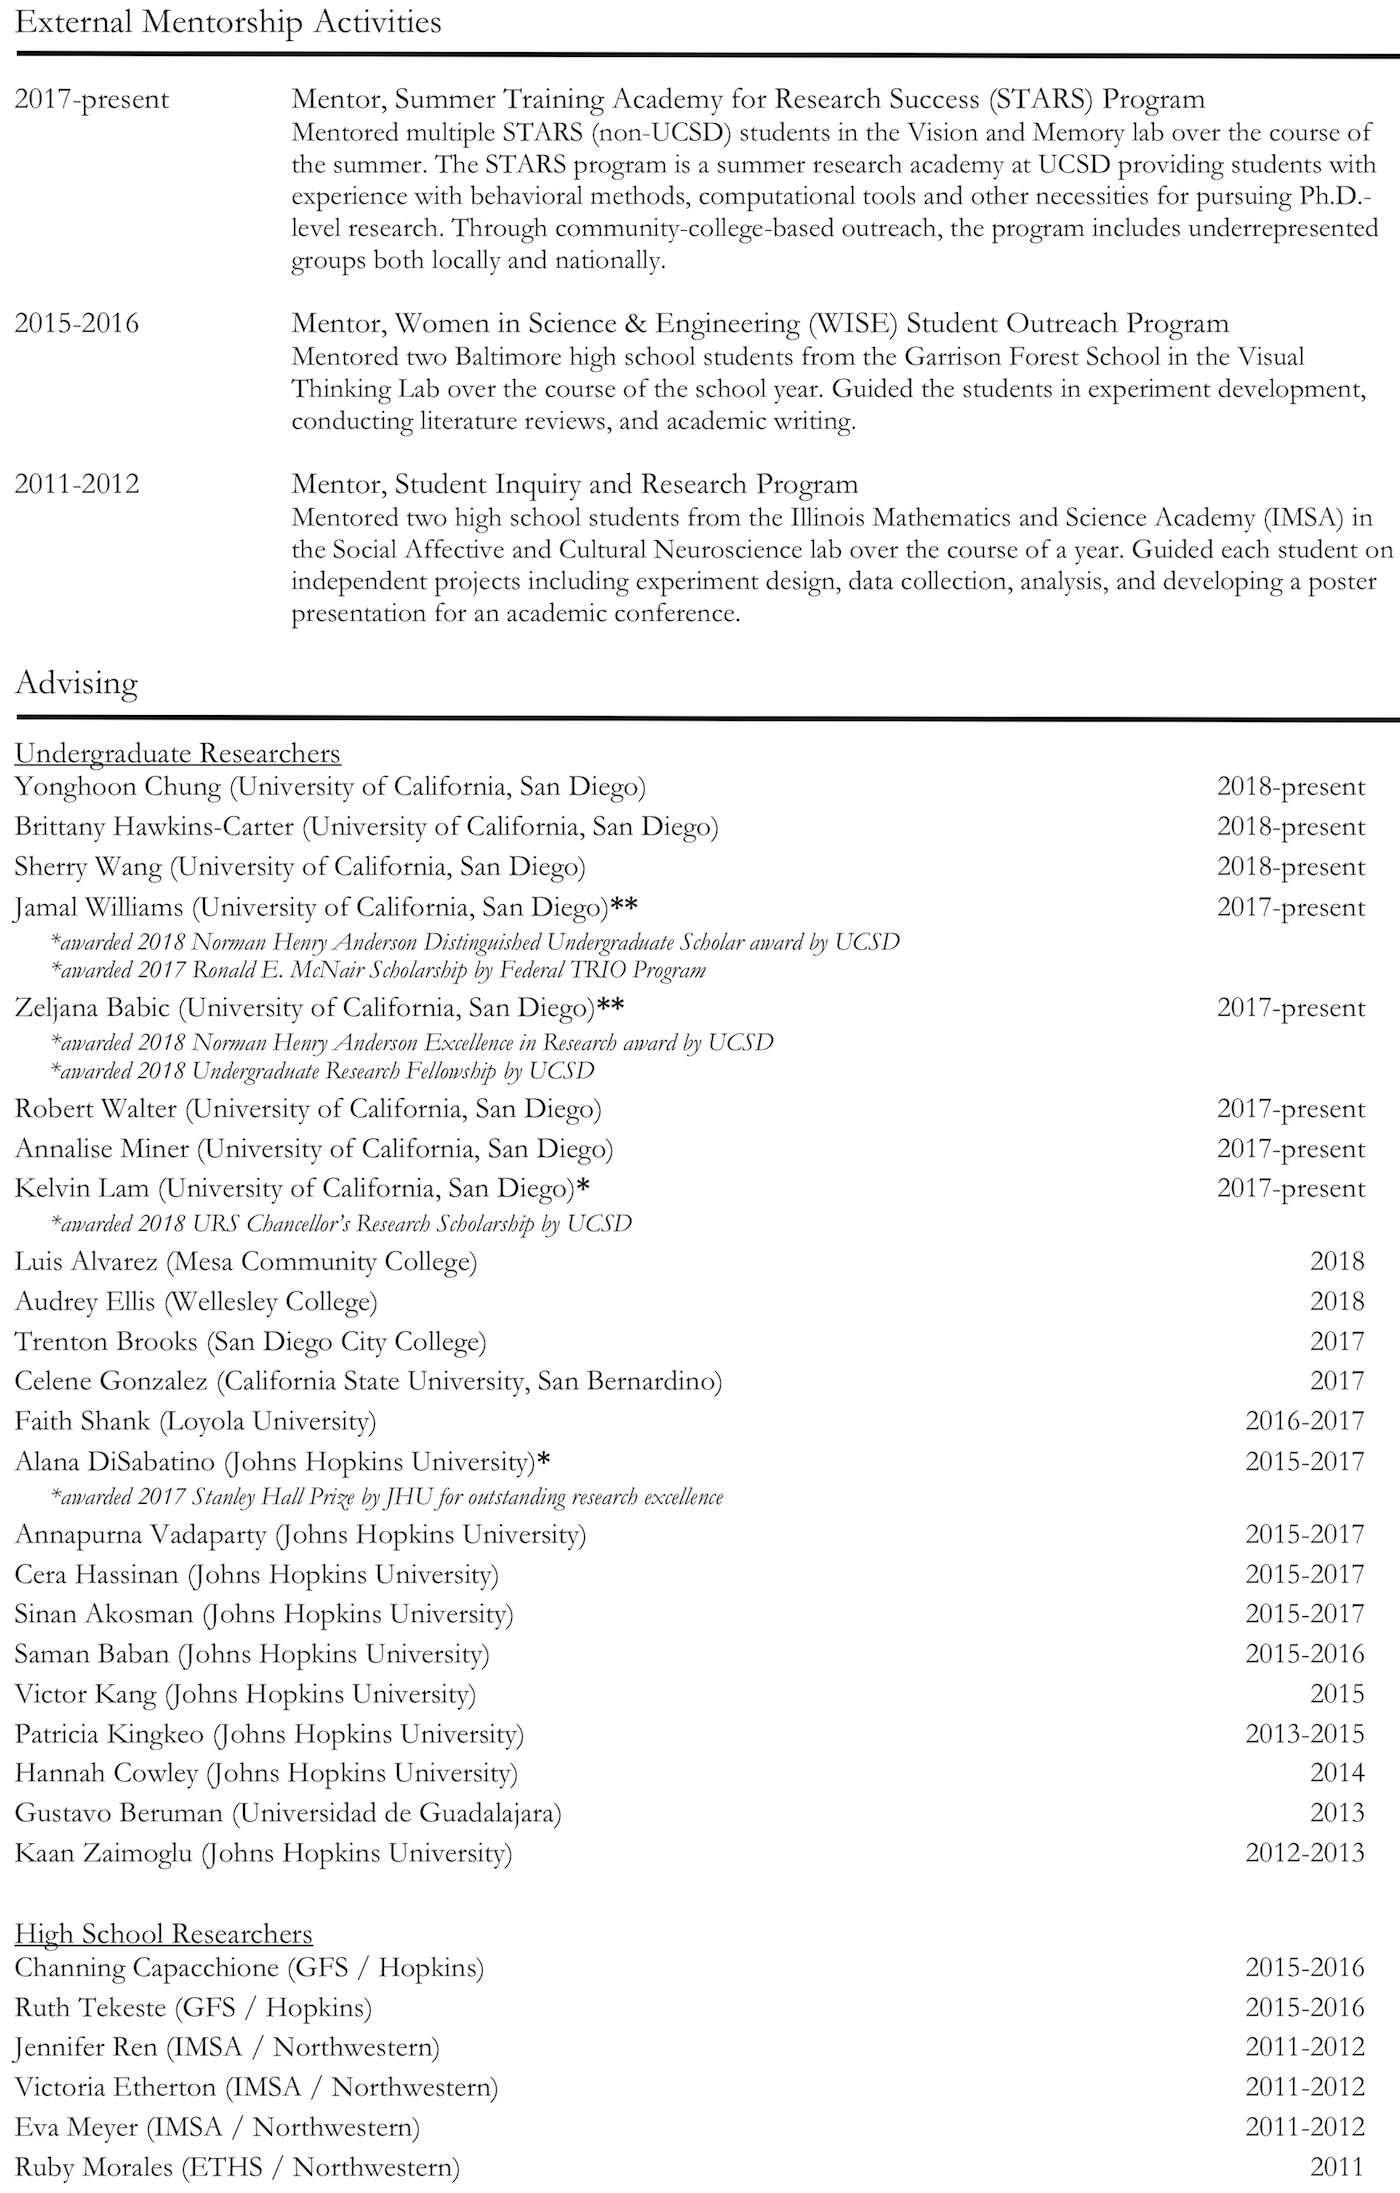 External Mentorship Activities
2017-present
Mentor, Summer Training Academy for Research Success (STARS) Program
Mentored multiple STARS (non-UCSD) students in the Vision and Memory lab over the course of
the summer. The STARS program is a summer research academy at UCSD providing students with
experience with behavioral methods, computational tools and other necessities for pursuing Ph.D.-
level research. Through community-college-based outreach, the program includes underrepresented
groups both locally and nationally.
2015-2016
Mentor, Women in Science & Engineering (WISE) Student Outreach Program
Mentored two Baltimore high school students from the Garrison Forest School in the Visual
Thinking Lab over the course of the school year. Guided the students in experiment development,
conducting literature reviews, and academic writing.
2011-2012
Mentor, Student Inquiry and Research Program
Mentored two high school students from the Illinois Mathematics and Science Academy (IMSA) in
the Social Affective and Cultural Neuroscience lab over the course of a year. Guided each student on
independent projects including experiment design, data collection, analysis, and developing a poster
presentation for an academic conference.
Advising
Undergraduate Researchers
Yonghoon Chung (University of California, San Diego) 2018-present
Brittany Hawkins-Carter (University of California, San Diego) 2018-present
Sherry Wang (University of California, San Diego) 2018-present
Jamal Williams (University of California, San Diego)** 2017-present
*awarded 2018 Norman Henry Anderson Distinguished Undergraduate Scholar award by UCSD
*awarded 2017 Ronald E. McNair Scholarship by Federal TRIO Program
Zeljana Babic (University of California, San Diego)** 2017-present
*awarded 2018 Norman Henry Anderson Excellence in Research award by UCSD
*awarded 2018 Undergraduate Research Fellowship by UCSD
Robert Walter (University of California, San Diego) 2017-present
Annalise Miner (University of California, San Diego) 2017-present
Kelvin Lam (University of California, San Diego)* 2017-present
*awarded 2018 URS Chancellor's Research Scholarship by UCSD
Luis Alvarez (Mesa Community College) 2018
Audrey Ellis (Wellesley College) 2018
Trenton Brooks (San Diego City College) 2017
Celene Gonzalez (California State University, San Bernardino) 2017
Faith Shank (Loyola University) 2016-2017
Alana DiSabatino (Johns Hopkins University)* 2015-2017
*awarded 2017 Stanley Hall Prize by JHU for outstanding research excellence
Annapurna Vadaparty (Johns Hopkins University) 2015-2017
Cera Hassinan (Johns Hopkins University) 2015-2017
Sinan Akosman (Johns Hopkins University) 2015-2017
Saman Baban (Johns Hopkins University) 2015-2016
Victor Kang (Johns Hopkins University) 2015
Patricia Kingkeo (Johns Hopkins University) 2013-2015
Hannah Cowley (Johns Hopkins University) 2014
Gustavo Beruman (Universidad de Guadalajara) 2013
Kaan Zaimoglu (Johns Hopkins University) 2012-2013
High School Researchers
Channing Capacchione (GFS / Hopkins) 2015-2016
Ruth Tekeste (GFS / Hopkins) 2015-2016
Jennifer Ren (IMSA / Northwestern) 2011-2012
Victoria Etherton (IMSA / Northwestern) 2011-2012
Eva Meyer (IMSA / Northwestern) 2011-2012
Ruby Morales (ETHS / Northwestern) 2011